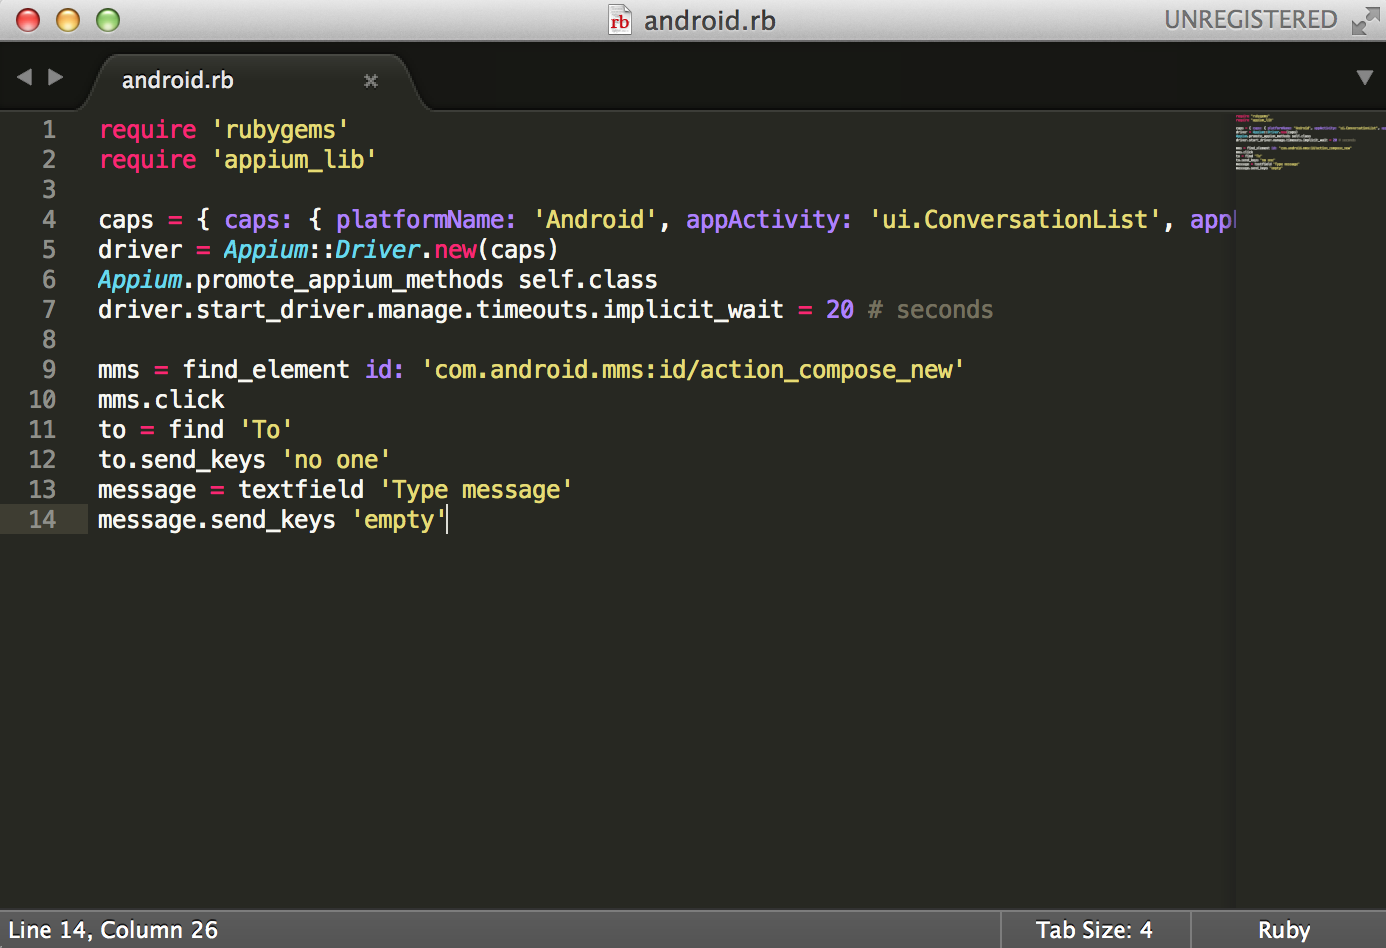 rb android.rb UNREGISTERED
android.rb
1 require 'rubygems'
2 require 'appium_lib'
3
4 caps = { caps: { platformName: 'Android', appActivity: 'ui.ConversationList', app
5 driver = Appium::Driver.new(caps)
6 Appium.promote_appium_methods self.class
7 driver.start_driver.manage.timeouts.implicit_wait = 20 # seconds
8
9 mms = find_element id: 'com.android.mms:id/action_compose_new'
10 mms.click
11 to = find 'To'
12 to.send_keys 'no one'
13 message = textfield 'Type message'
14 message.send_keys 'empty'
Line 14, Column 26 Tab Size: 4 Ruby